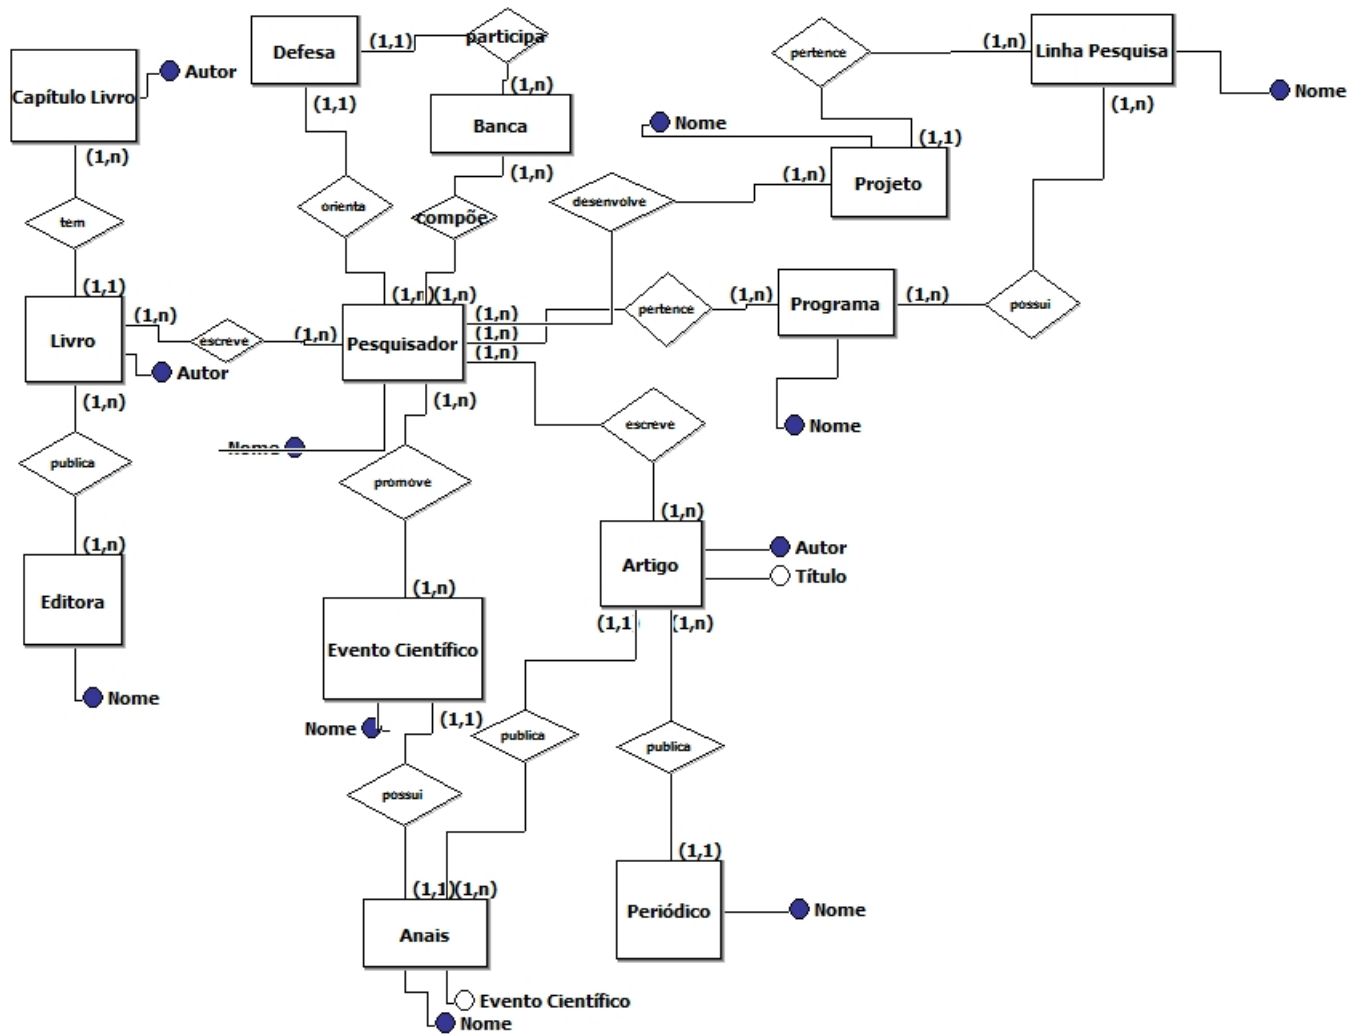 Defesa
(1,1)
participa
pertence
(1,n)
Linha Pesquisa
Capítulo Livro
Autor
Nome
(1,1)
(1,n)
(1,n)
Banca
Nome
(1,1)
(1,n)
(1,n)
desenvolve
(1,n)
Projeto
tem
orienta
compõe
(1,1)
(1,n)
(1,n)
pertence
(1,n)
Programa
(1,n)
possui
(1,n)
escreve
(1,n)
Livro
Pesquisador
(1,n)
(1,n)
(1,n)
Autor
(1,n)
(1,n)
escreve
Nome
Nome
publica
promove
(1,n)
(1,n)
Autor
Artigo
Título
Editora
(1,n)
(1,1)
(1,n)
Evento Científico
Nome
Nome
(1,1)
publica
publica
possui
(1,1)
(1,1)
(1,n)
Periódico
Nome
Anais
Evento Científico
Nome